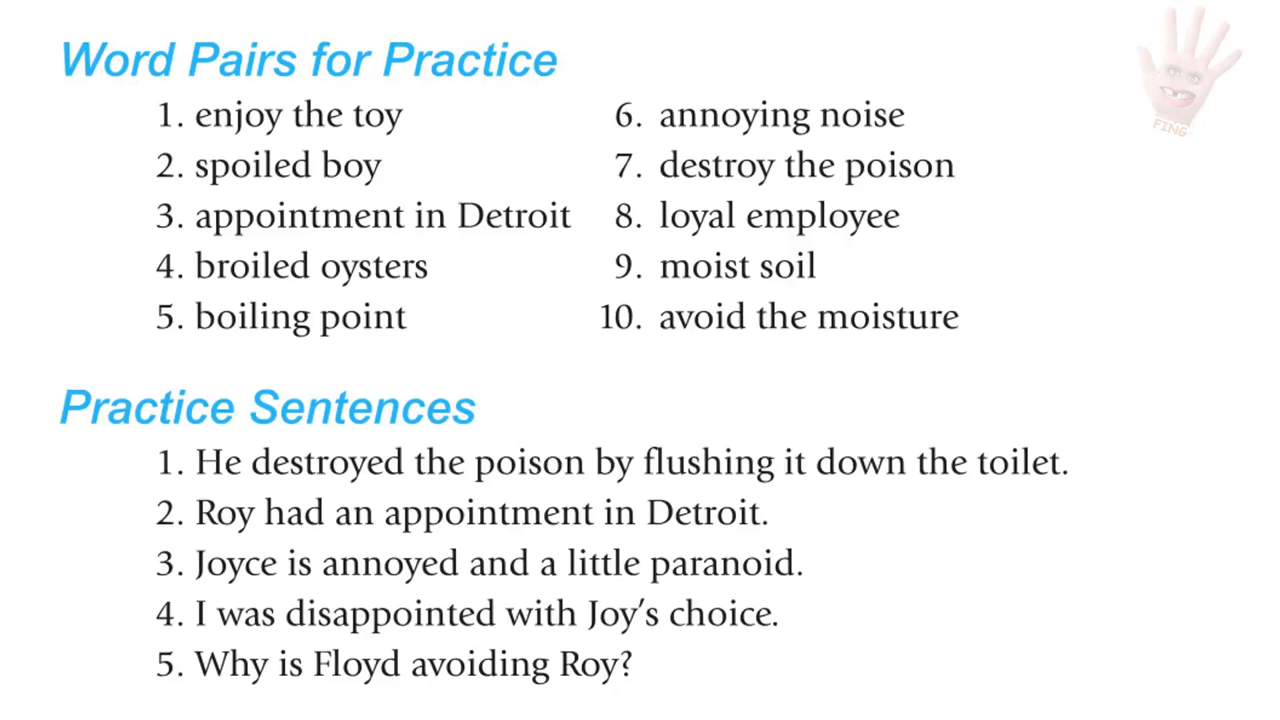 Word Pairs for Practice
1. enjoy the toy
2. spoiled boy
3. appointment in Detroit
4. broiled oysters
5. boiling point
6. annoying noise
7. destroy the poison
8. loyal employee
9. moist soil
10. avoid the moisture
Practice Sentences
1. He destroyed the poison by flushing it down the toilet.
2. Roy had an appointment in Detroit.
3. Joyce is annoyed and a little paranoid.
4. I was disappointed with Joy's choice.
5. Why is Floyd avoiding Roy?
FING